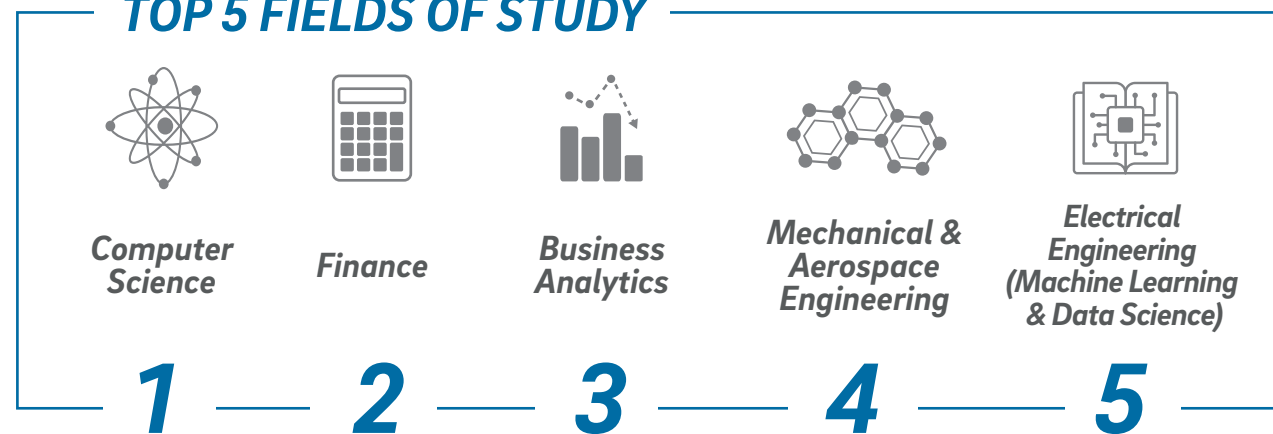 TOP 5 FIELDS OF STUDY
Computer
Science
Finance
Business
Analytics
Mechanical &
Aerospace
Engineering
Electrical
Engineering
(Machine Learning
& Data Science)
1
2
3
4
5